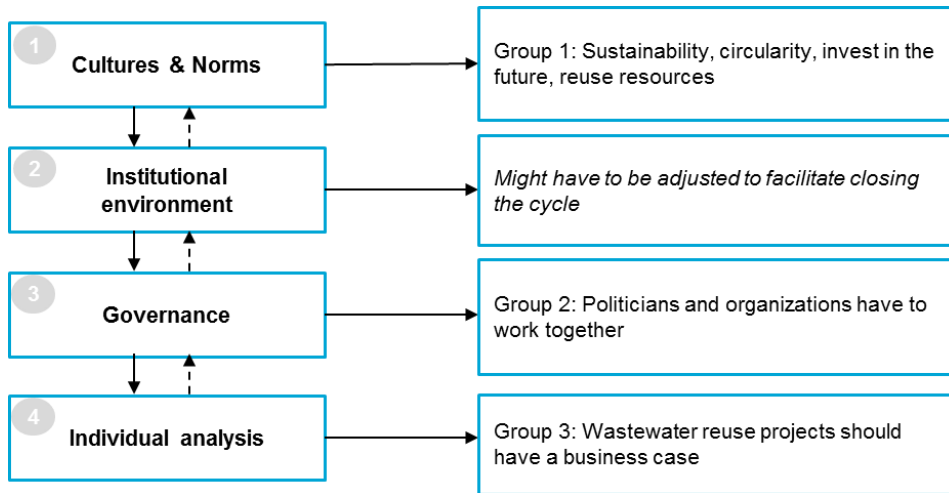 1
Cultures & Norms
Group 1: Sustainability, circularity, invest in the
future, reuse resources
2
Institutional
environment
Might have to be adjusted to facilitate closing
the cycle
3
Governance
Group 2: Politicians and organizations have to
work together
4
Individual analysis
Group 3: Wastewater reuse projects should
have a business case